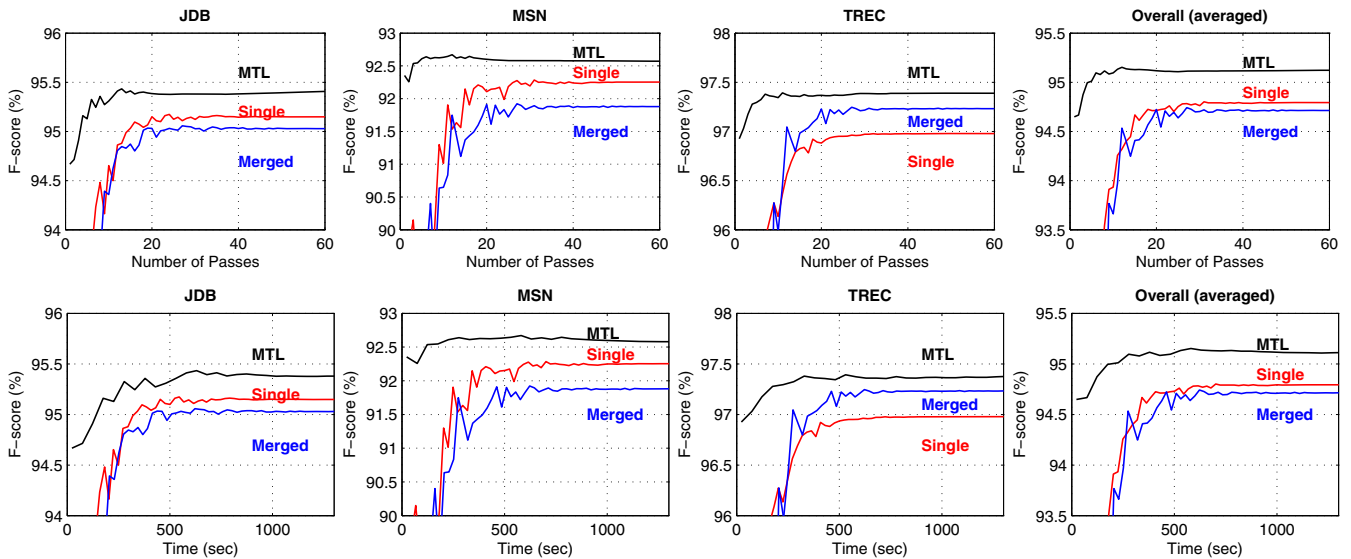 JDB
MSN
TREC
Overall (averaged)
F-score (%)
96
95.5
95
94.5
94
MTL
Single
Merged
0
20
40
60
Number of Passes
F-score (%)
93
92.5
92
91.5
91
90.5
90
MTL
Single
Merged
0
20
40
60
Number of Passes
F-score (%)
98
97.5
97
96.5
96
MTL
Merged
Single
0
20
40
60
Number of Passes
F-score (%)
95.5
95
94.5
94
93.5
MTL
Single
Merged
0
20
40
60
Number of Passes
JDB
MSN
TREC
Overall (averaged)
F-score (%)
96
95.5
95
94.5
94
MTL
Single
Merged
0
500
1000
Time (sec)
F-score (%)
93
92.5
92
91.5
91
90.5
90
MTL
Single
Merged
0
500
1000
Time (sec)
F-score (%)
98
97.5
97
96.5
96
MTL
Merged
Single
0
500
1000
Time (sec)
F-score (%)
95.5
95
94.5
94
93.5
MTL
Single
Merged
0
500
1000
Time (sec)